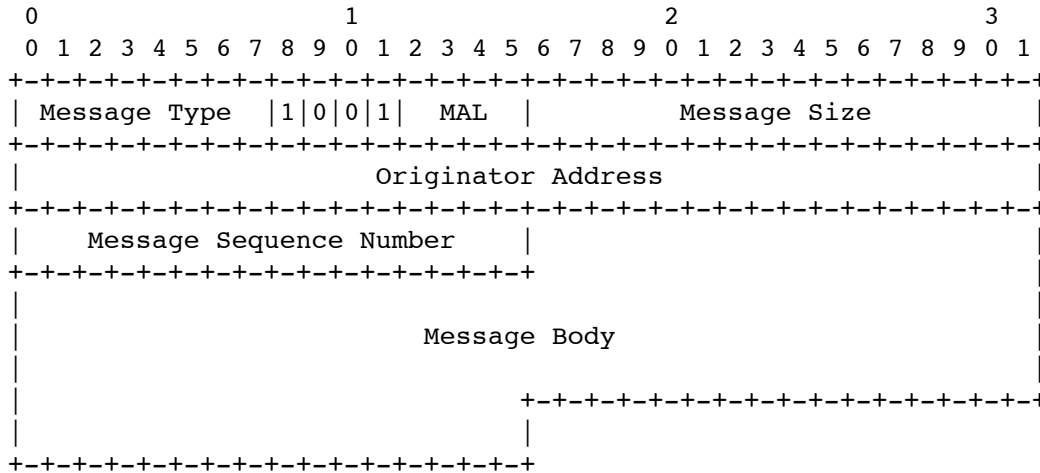 0                   1                   2                   3
 0 1 2 3 4 5 6 7 8 9 0 1 2 3 4 5 6 7 8 9 0 1 2 3 4 5 6 7 8 9 0 1
+-+-+-+-+-+-+-+-+-+-+-+-+-+-+-+-+-+-+-+-+-+-+-+-+-+-+-+-+-+-+-+-+
| Message Type  |1|0|0|1|  MAL  |         Message Size          |
+-+-+-+-+-+-+-+-+-+-+-+-+-+-+-+-+-+-+-+-+-+-+-+-+-+-+-+-+-+-+-+-+
|                      Originator Address                       |
+-+-+-+-+-+-+-+-+-+-+-+-+-+-+-+-+-+-+-+-+-+-+-+-+-+-+-+-+-+-+-+-+
|    Message Sequence Number    |                               |
+-+-+-+-+-+-+-+-+-+-+-+-+-+-+-+-+                               |
|                                                               |
|                         Message Body                          |
|                                                               |
|                               +-+-+-+-+-+-+-+-+-+-+-+-+-+-+-+-+
|                               |
+-+-+-+-+-+-+-+-+-+-+-+-+-+-+-+-+